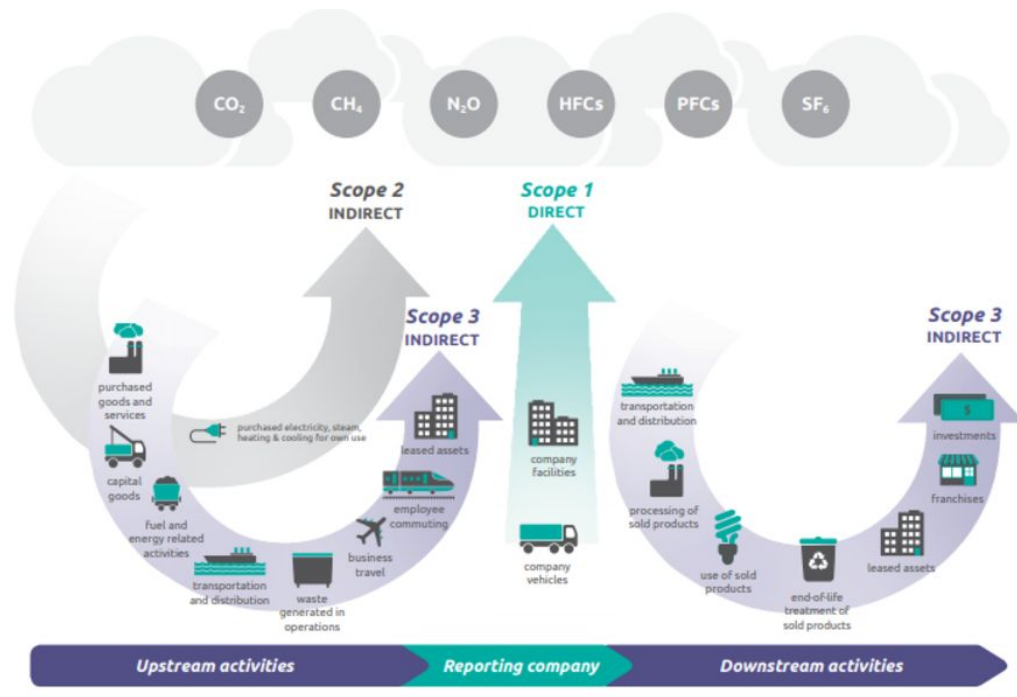 CO₂
CH₄
N₂O
HFCs
PFCs
SF₆
Scope 2
INDIRECT
Scope 1
DIRECT
Scope 3
INDIRECT
Scope 3
INDIRECT
purchased
goods and
services
capital
goods
fuel and
energy related
activities
transportation
and distribution
waste
generated in
operations
business
travel
employee
commuting
leased assets
purchased electricity, steam,
heating & cooling for own use
company
facilities
company
vehicles
transportation
and distribution
processing of
sold products
use of sold
products
end-of-life
treatment of
sold products
leased assets
franchises
$
investments
Upstream activities
Reporting company
Downstream activities